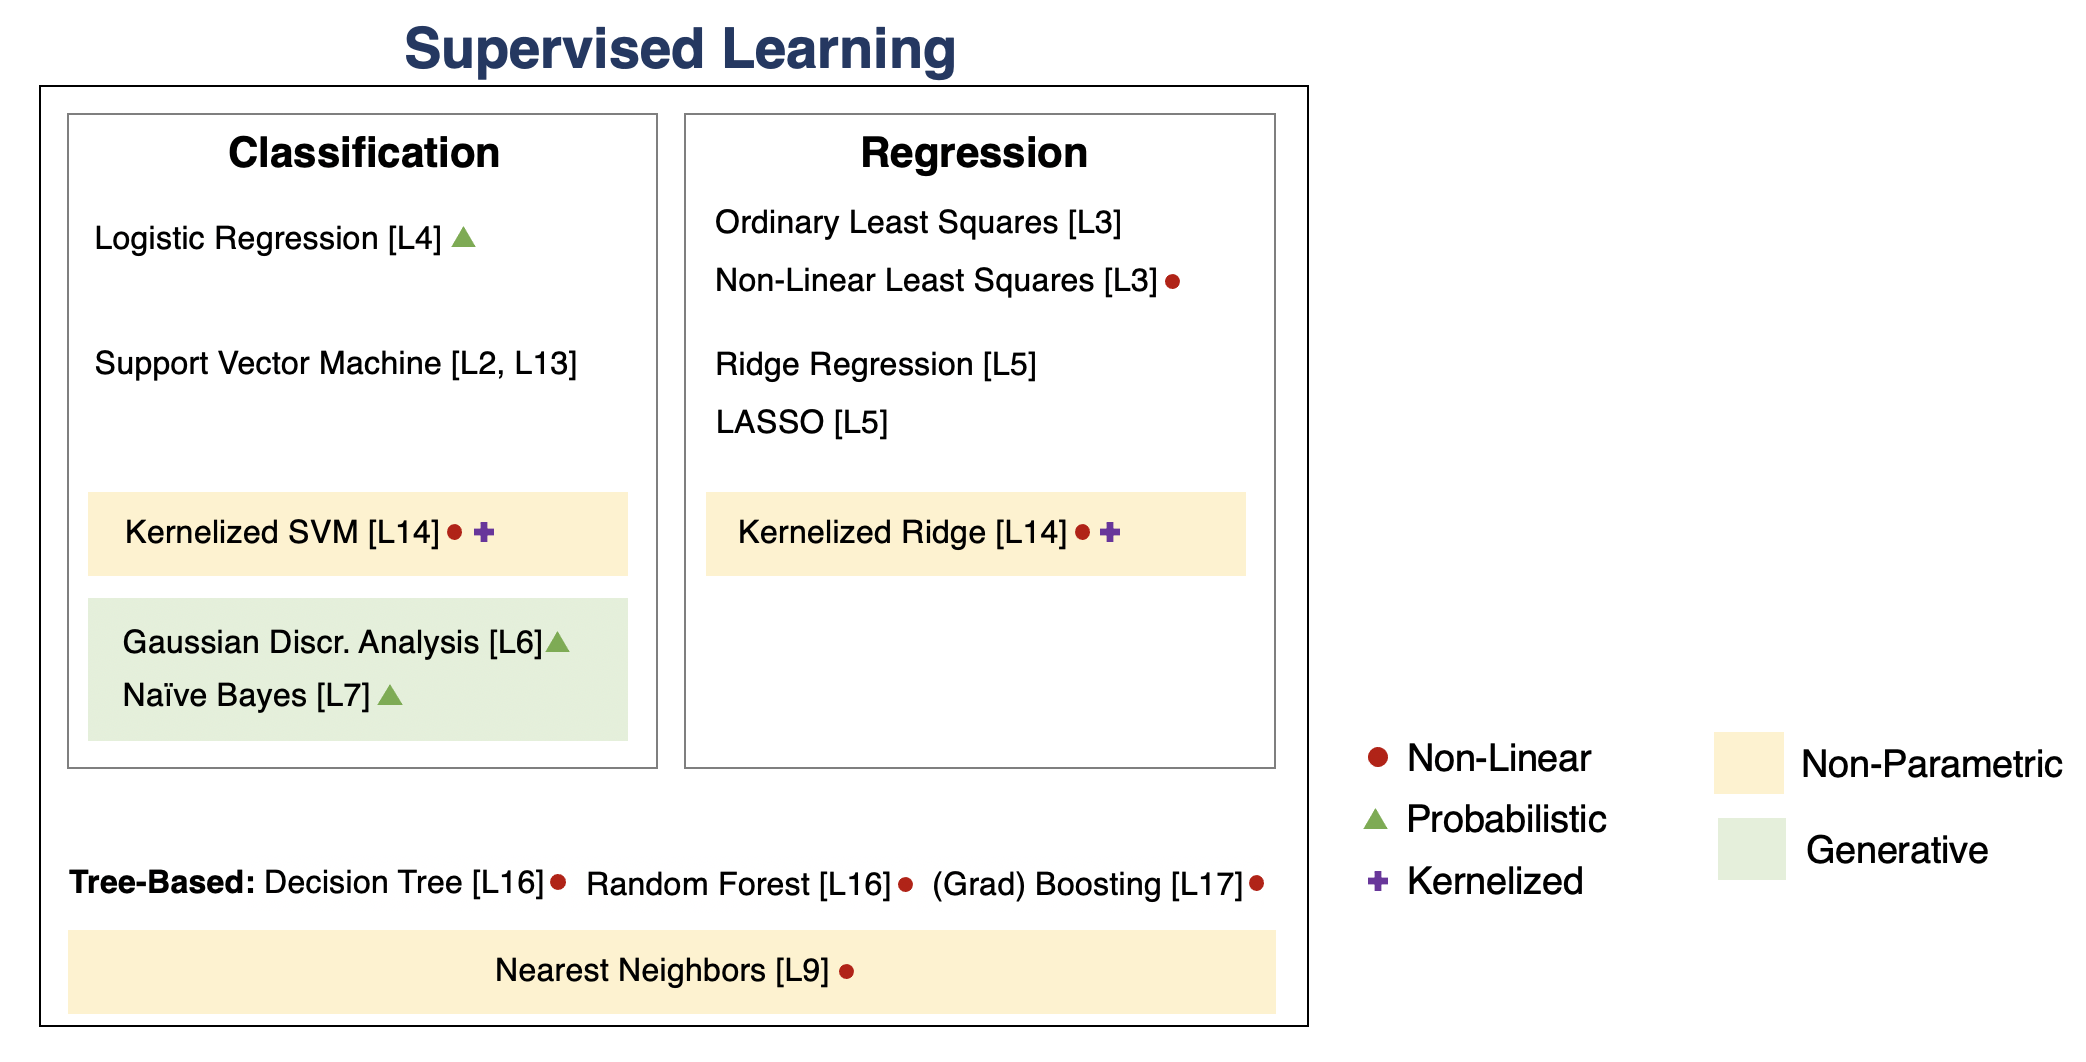 Supervised Learning
Classification
Logistic Regression [L4]
Support Vector Machine [L2, L13]
Kernelized SVM [L14]
Gaussian Discr. Analysis [L6]
Naïve Bayes [L7]
Regression
Ordinary Least Squares [L3]
Non-Linear Least Squares [L3]
Ridge Regression [L5]
LASSO [L5]
Kernelized Ridge [L14]
Tree-Based: Decision Tree [L16] Random Forest [L16] (Grad) Boosting [L17]
Nearest Neighbors [L9]
Non-Linear
Probabilistic
Kernelized
Non-Parametric
Generative